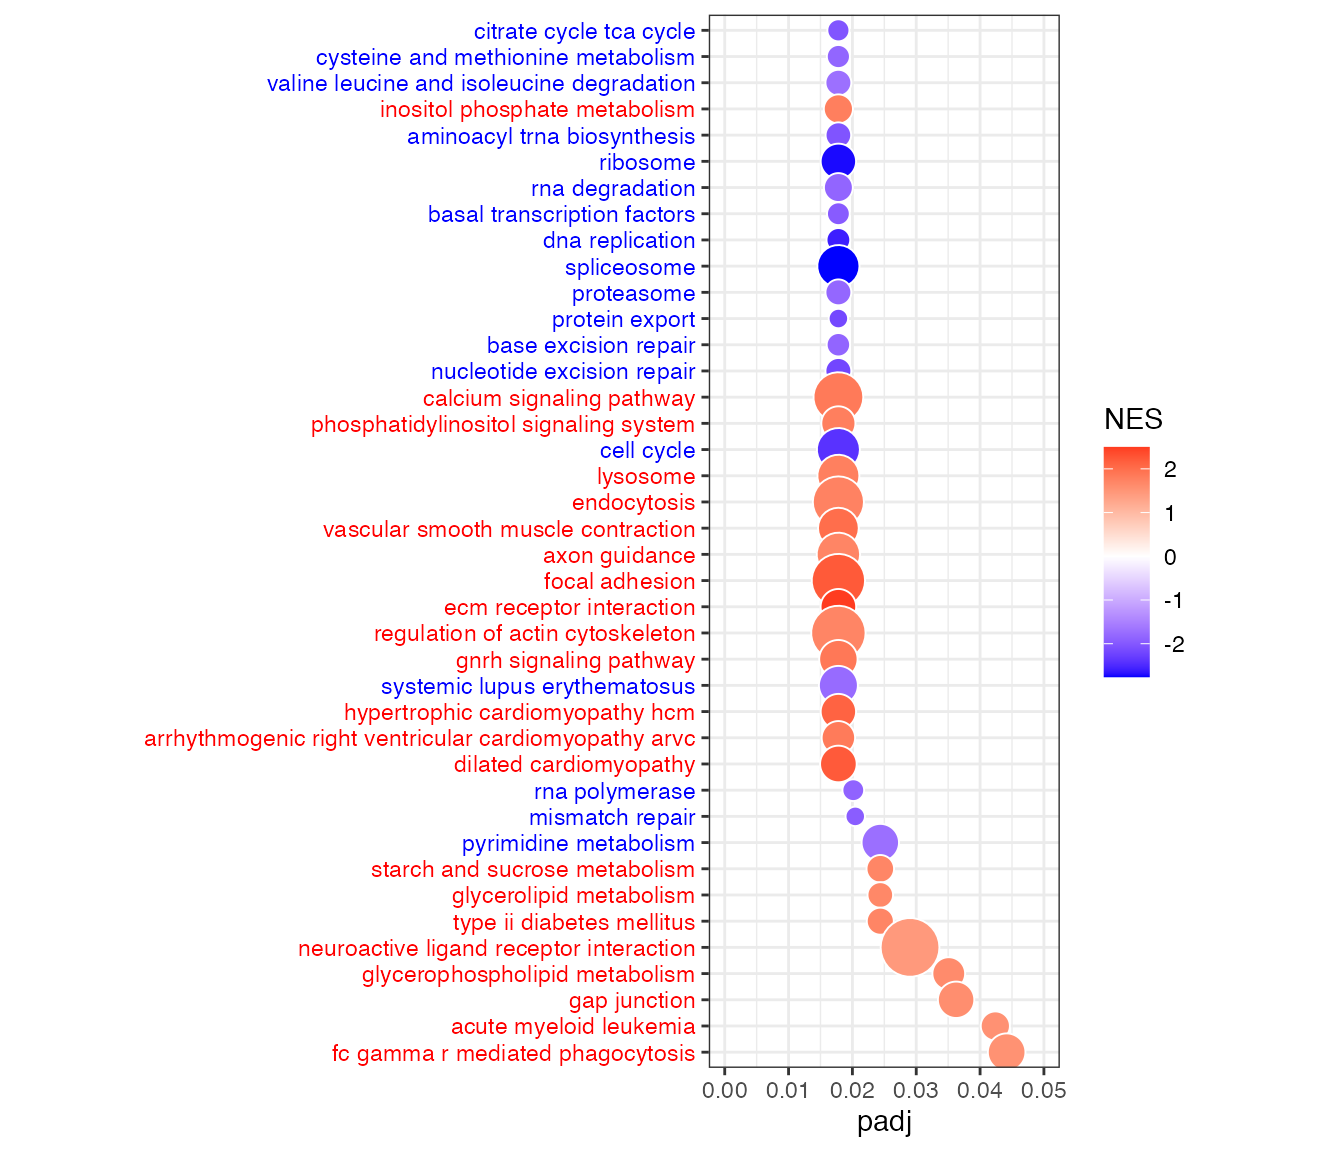 citrate cycle tca cycle
cysteine and methionine metabolism
valine leucine and isoleucine degradation
inositol phosphate metabolism
aminoacyl trna biosynthesis
ribosome
rna degradation
basal transcription factors
dna replication
spliceosome
proteasome
protein export
base excision repair
nucleotide excision repair
calcium signaling pathway
phosphatidylinositol signaling system
cell cycle
lysosome
endocytosis
vascular smooth muscle contraction
axon guidance
focal adhesion
ecm receptor interaction
regulation of actin cytoskeleton
gnrh signaling pathway
systemic lupus erythematosus
hypertrophic cardiomyopathy hcm
arrhythmogenic right ventricular cardiomyopathy arvc
dilated cardiomyopathy
rna polymerase
mismatch repair
pyrimidine metabolism
starch and sucrose metabolism
glycerolipid metabolism
type ii diabetes mellitus
neuroactive ligand receptor interaction
glycerophospholipid metabolism
gap junction
acute myeloid leukemia
fc gamma r mediated phagocytosis
0.00 0.01 0.02 0.03 0.04 0.05
padj
NES
2
1
0
-1
-2